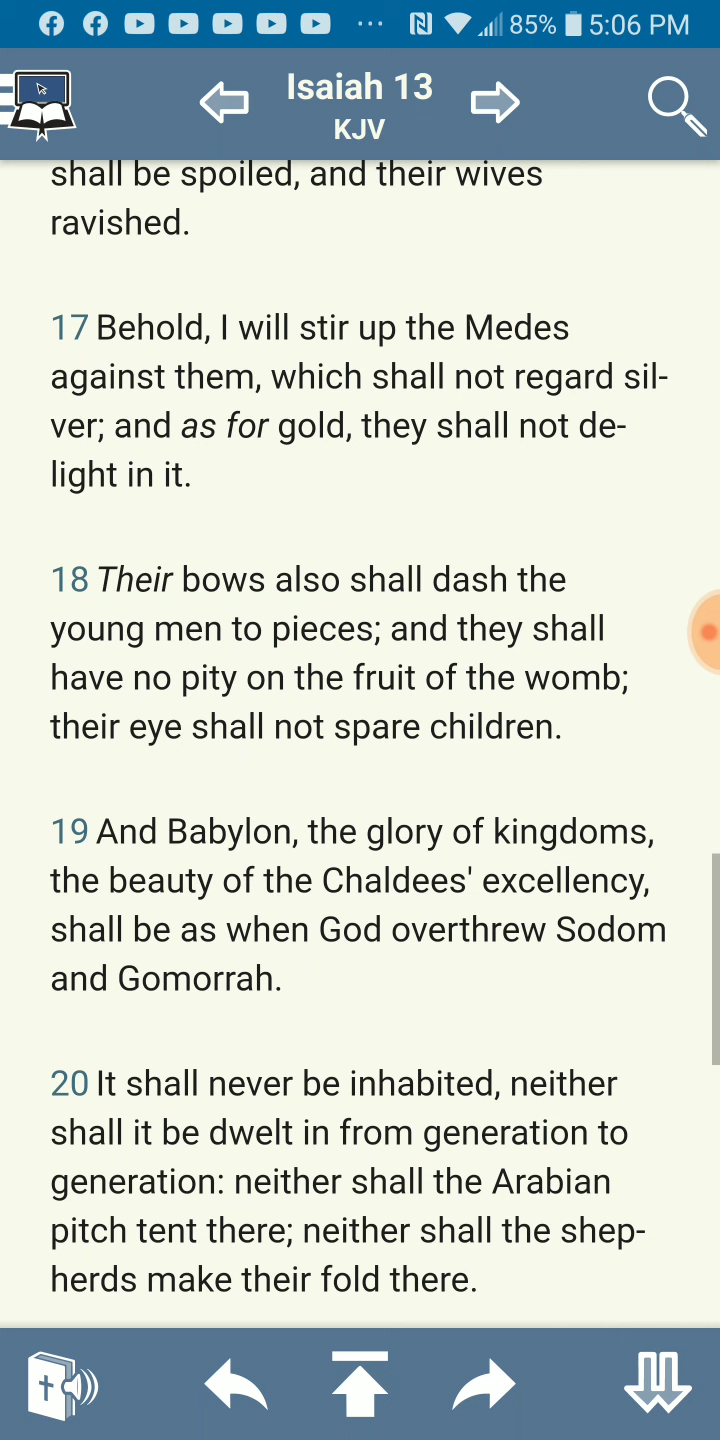 85% 5:06 PM
Isaiah 13
KJV
shall be spoiled, and their wives
ravished.
17 Behold, I will stir up the Medes
against them, which shall not regard sil-
ver; and as for gold, they shall not de-
light in it.
18 Their bows also shall dash the
young men to pieces; and they shall
have no pity on the fruit of the womb;
their eye shall not spare children.
19 And Babylon, the glory of kingdoms,
the beauty of the Chaldees' excellency,
shall be as when God overthrew Sodom
and Gomorrah.
20 It shall never be inhabited, neither
shall it be dwelt in from generation to
generation: neither shall the Arabian
pitch tent there; neither shall the shep-
herds make their fold there.